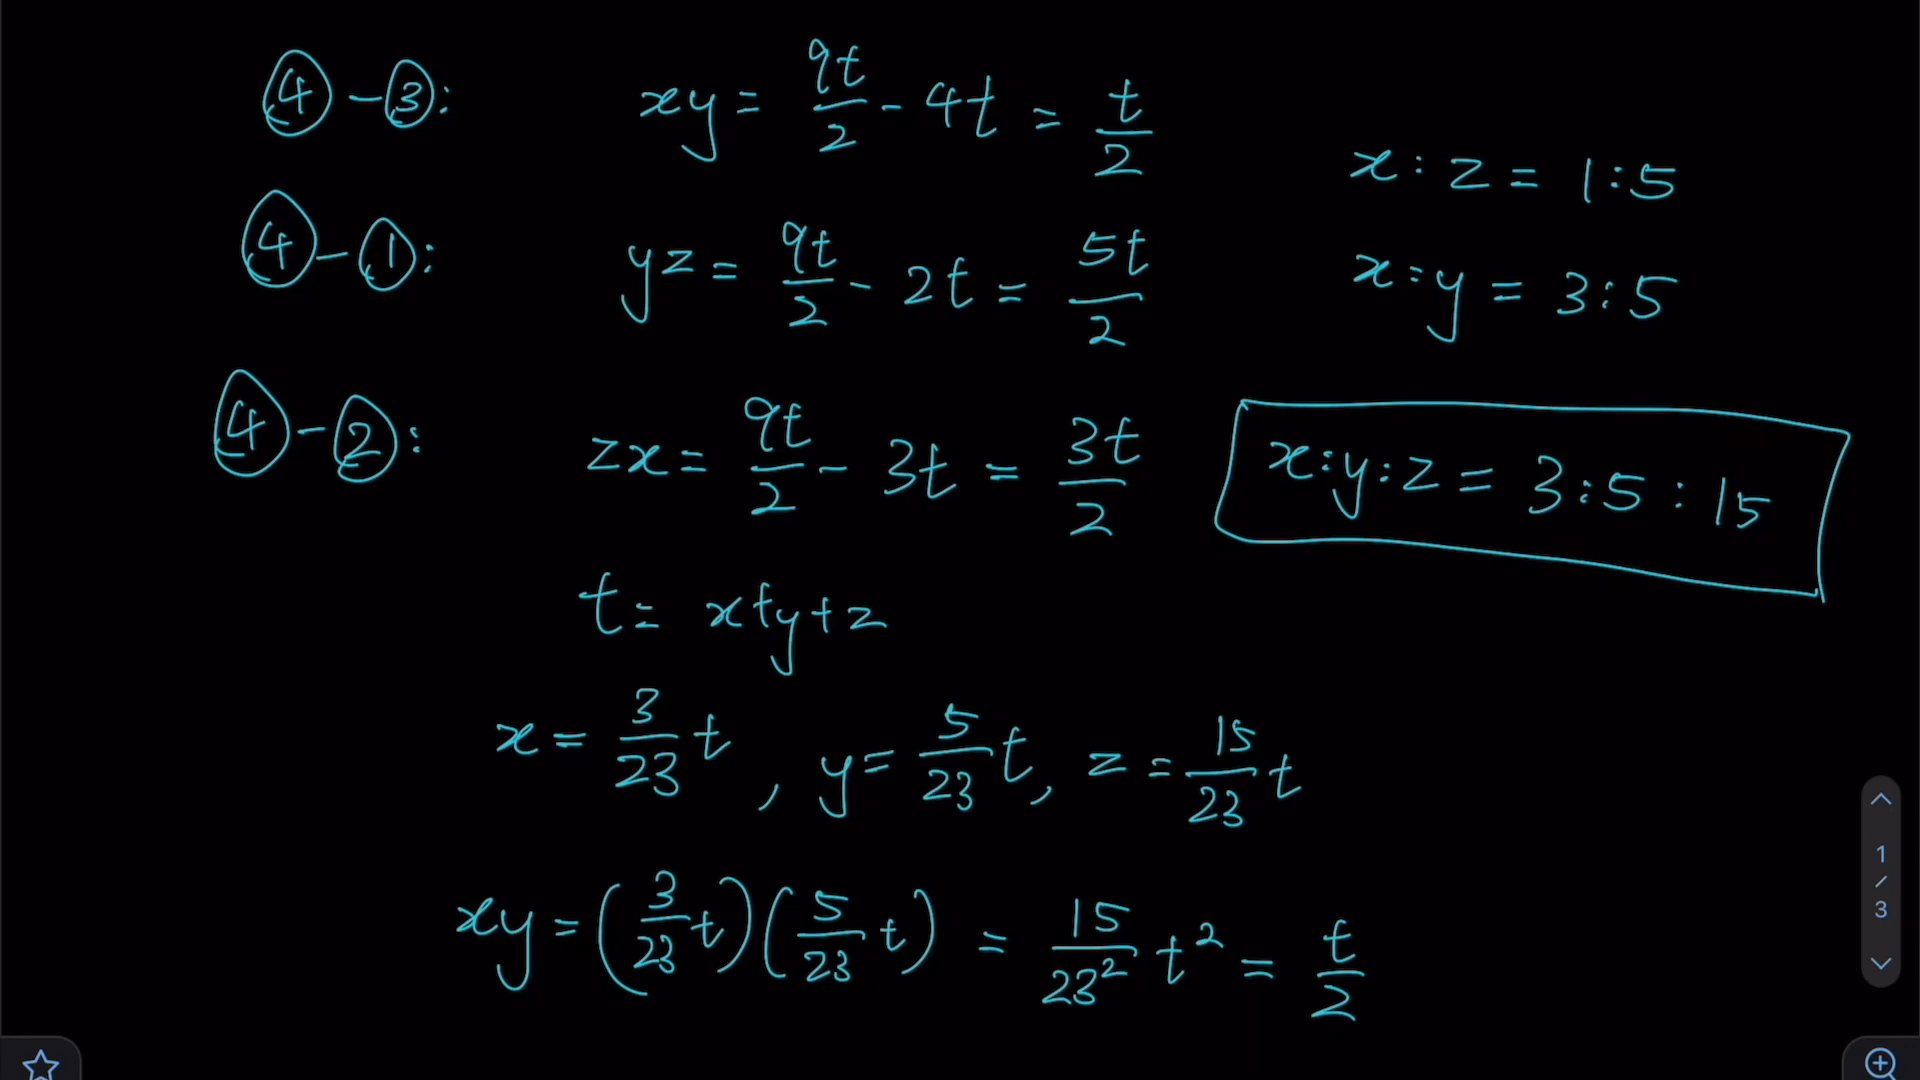 ④ - ③: xy = 9t/2 - 4t = t/2
④ - ①: yz = 9t/2 - 2t = 5t/2
④ - ②: zx = 9t/2 - 3t = 3t/2
x : z = 1 : 5
x : y = 3 : 5
x : y : z = 3 : 5 : 15
t = x + y + z
x = 3/23 t , y = 5/23 t , z = 15/23 t
xy = (3/23 t)(5/23 t) = 15/23² t² = t/2
1
/
3